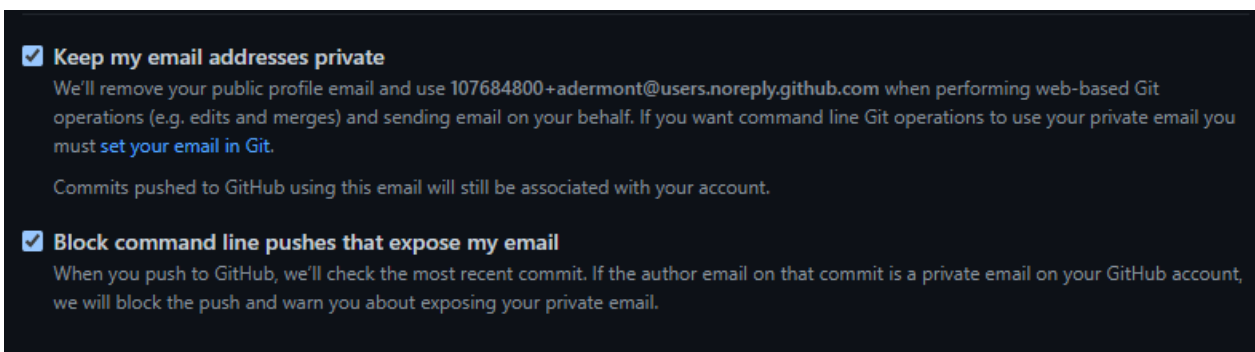 Keep my email addresses private
We'll remove your public profile email and use 107684800+adermont@users.noreply.github.com when performing web-based Git
operations (e.g. edits and merges) and sending email on your behalf. If you want command line Git operations to use your private email you
must set your email in Git.
Commits pushed to GitHub using this email will still be associated with your account.
Block command line pushes that expose my email
When you push to GitHub, we'll check the most recent commit. If the author email on that commit is a private email on your GitHub account,
we will block the push and warn you about exposing your private email.